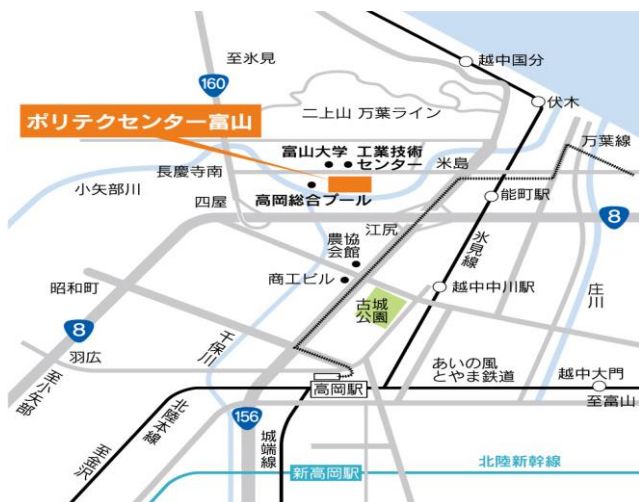 至氷見
越中国分
160
伏木
二上山 万葉ライン
ポリテクセンター富山
万葉線
富山大学
工業技術
センター
米島
長慶寺南
小矢部川
高岡総合プール
能町駅
四屋
8
江尻
農協
会館
氷見線
商工ビル
越中中川駅
庄川
昭和町
古城
公園
8
千保川
羽広
あいの風
とやま鉄道
越中大門
高岡駅
至小矢部
至富山
156
北陸本線
城端線
至金沢
北陸新幹線
新高岡駅